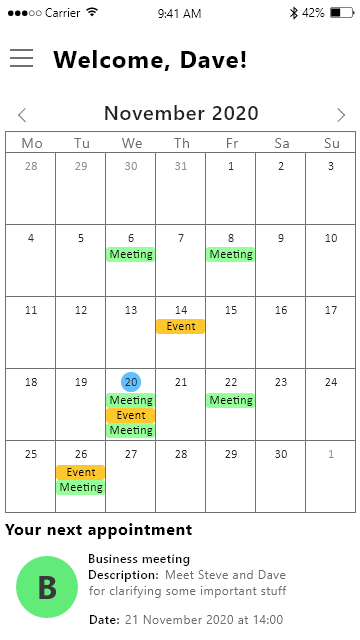 Carrier 9:41 AM 42%
Welcome, Dave!
November 2020
Mo Tu We Th Fr Sa Su
28 29 30 31 1 2 3
4 5 6 7 8 9 10
Meeting Meeting
11 12 13 14 15 16 17
Event
18 19 20 21 22 23 24
Meeting Meeting
Event
Meeting
25 26 27 28 29 30 1
Event
Meeting
Your next appointment
B
Business meeting
Description: Meet Steve and Dave
for clarifying some important stuff
Date: 21 November 2020 at 14:00